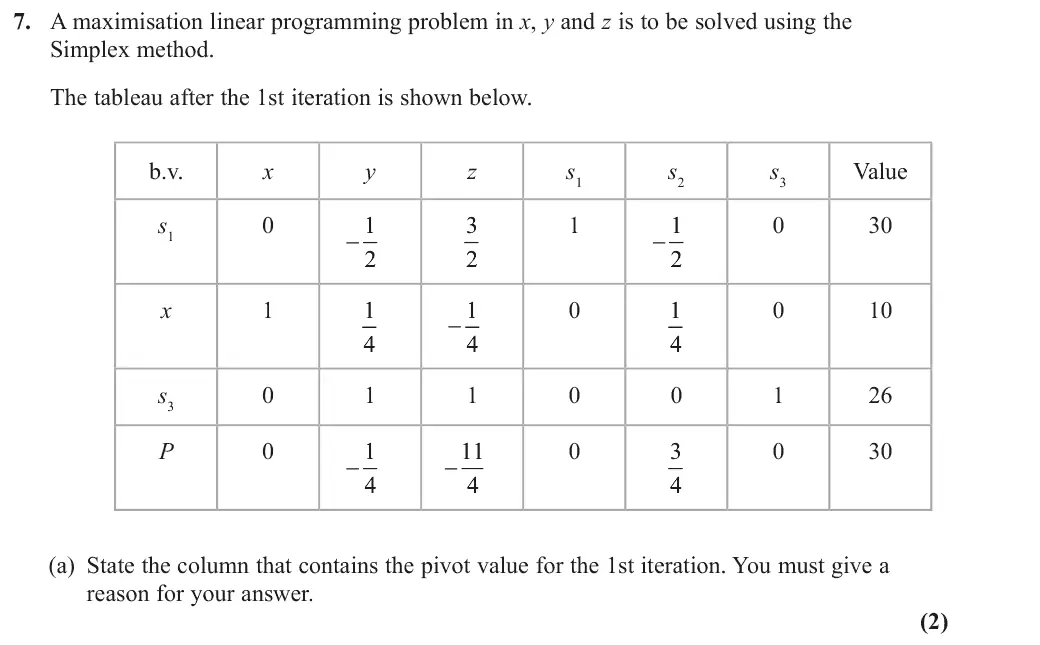 7. A maximisation linear programming problem in x, y and z is to be solved using the
Simplex method.
The tableau after the 1st iteration is shown below.
b.v. x y z s₁ s₂ s₃ Value
s₁ 0 −1/2 3/2 1 −1/2 0 30
x 1 1/4 −1/4 0 1/4 0 10
s₃ 0 1 1 0 0 1 26
P 0 −1/4 −11/4 0 3/4 0 30
(a) State the column that contains the pivot value for the 1st iteration. You must give a
reason for your answer.
(2)